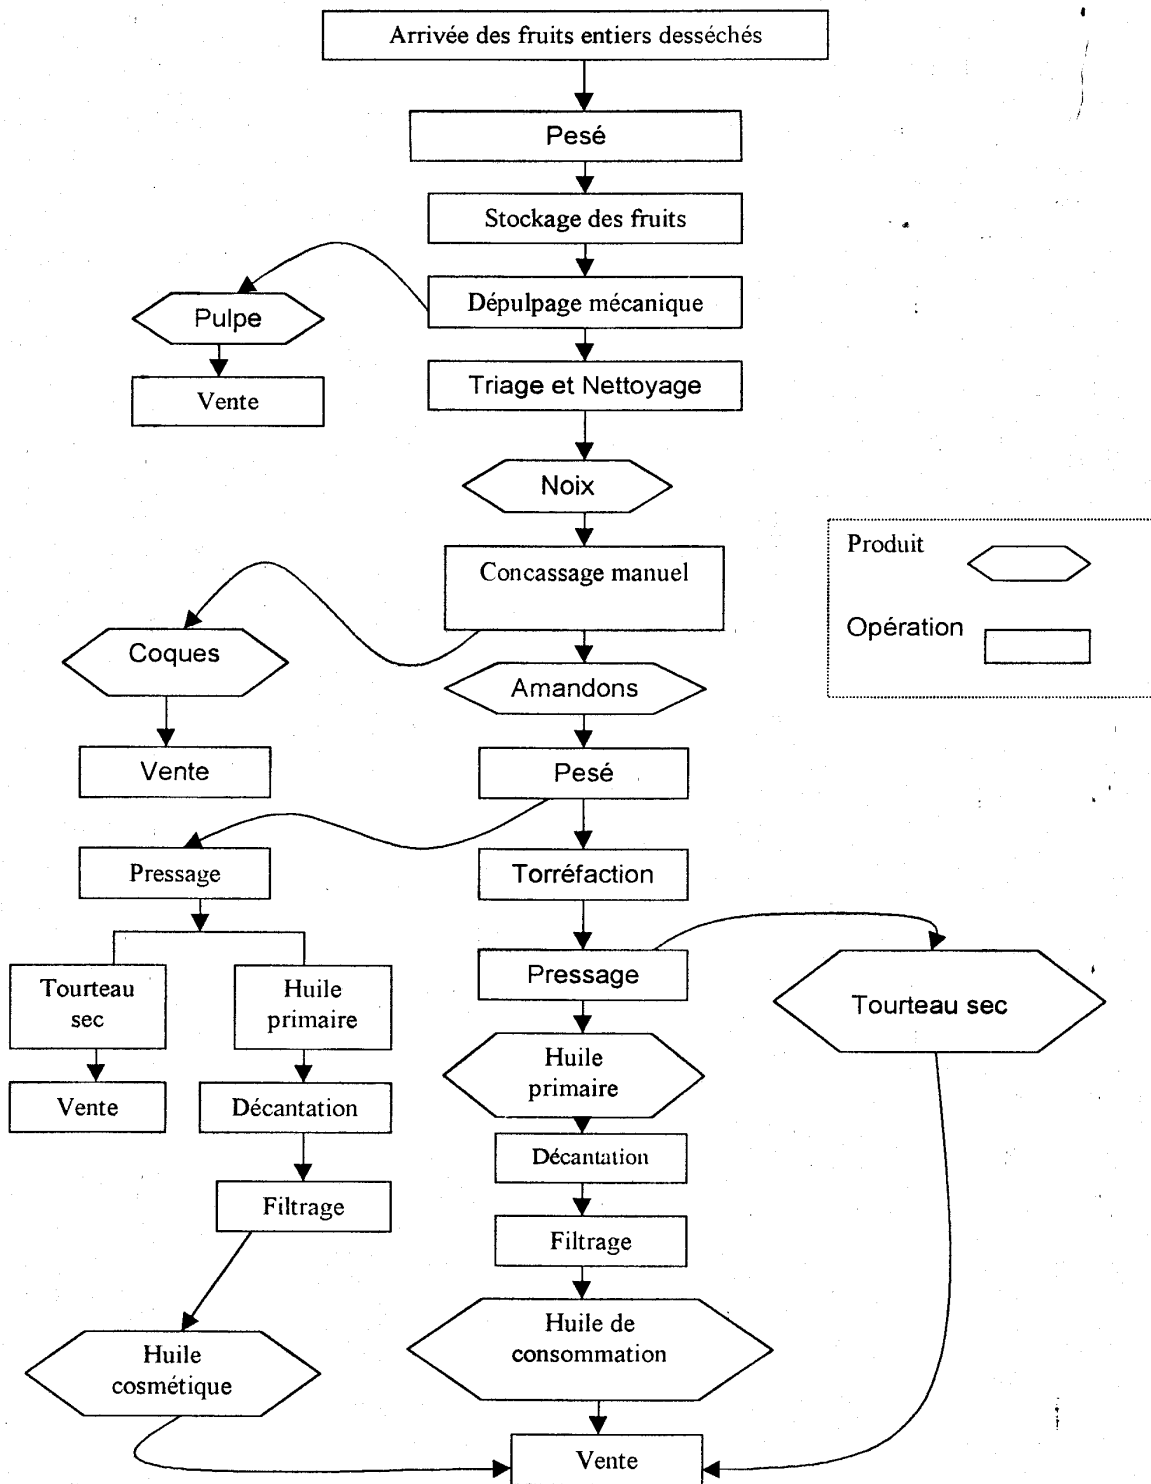 Arrivée des fruits entiers desséchés
Pesé
Stockage des fruits
Dépulpage mécanique
Pulpe
Triage et Nettoyage
Vente
Noix
Concassage manuel
Produit
Opération
Coques
Amandons
Vente
Pesé
Pressage
Torréfaction
Tourteau
sec
Huile
primaire
Pressage
Tourteau sec
Huile
primaire
Vente
Décantation
Décantation
Filtrage
Filtrage
Huile de
consommation
Huile
cosmétique
Vente